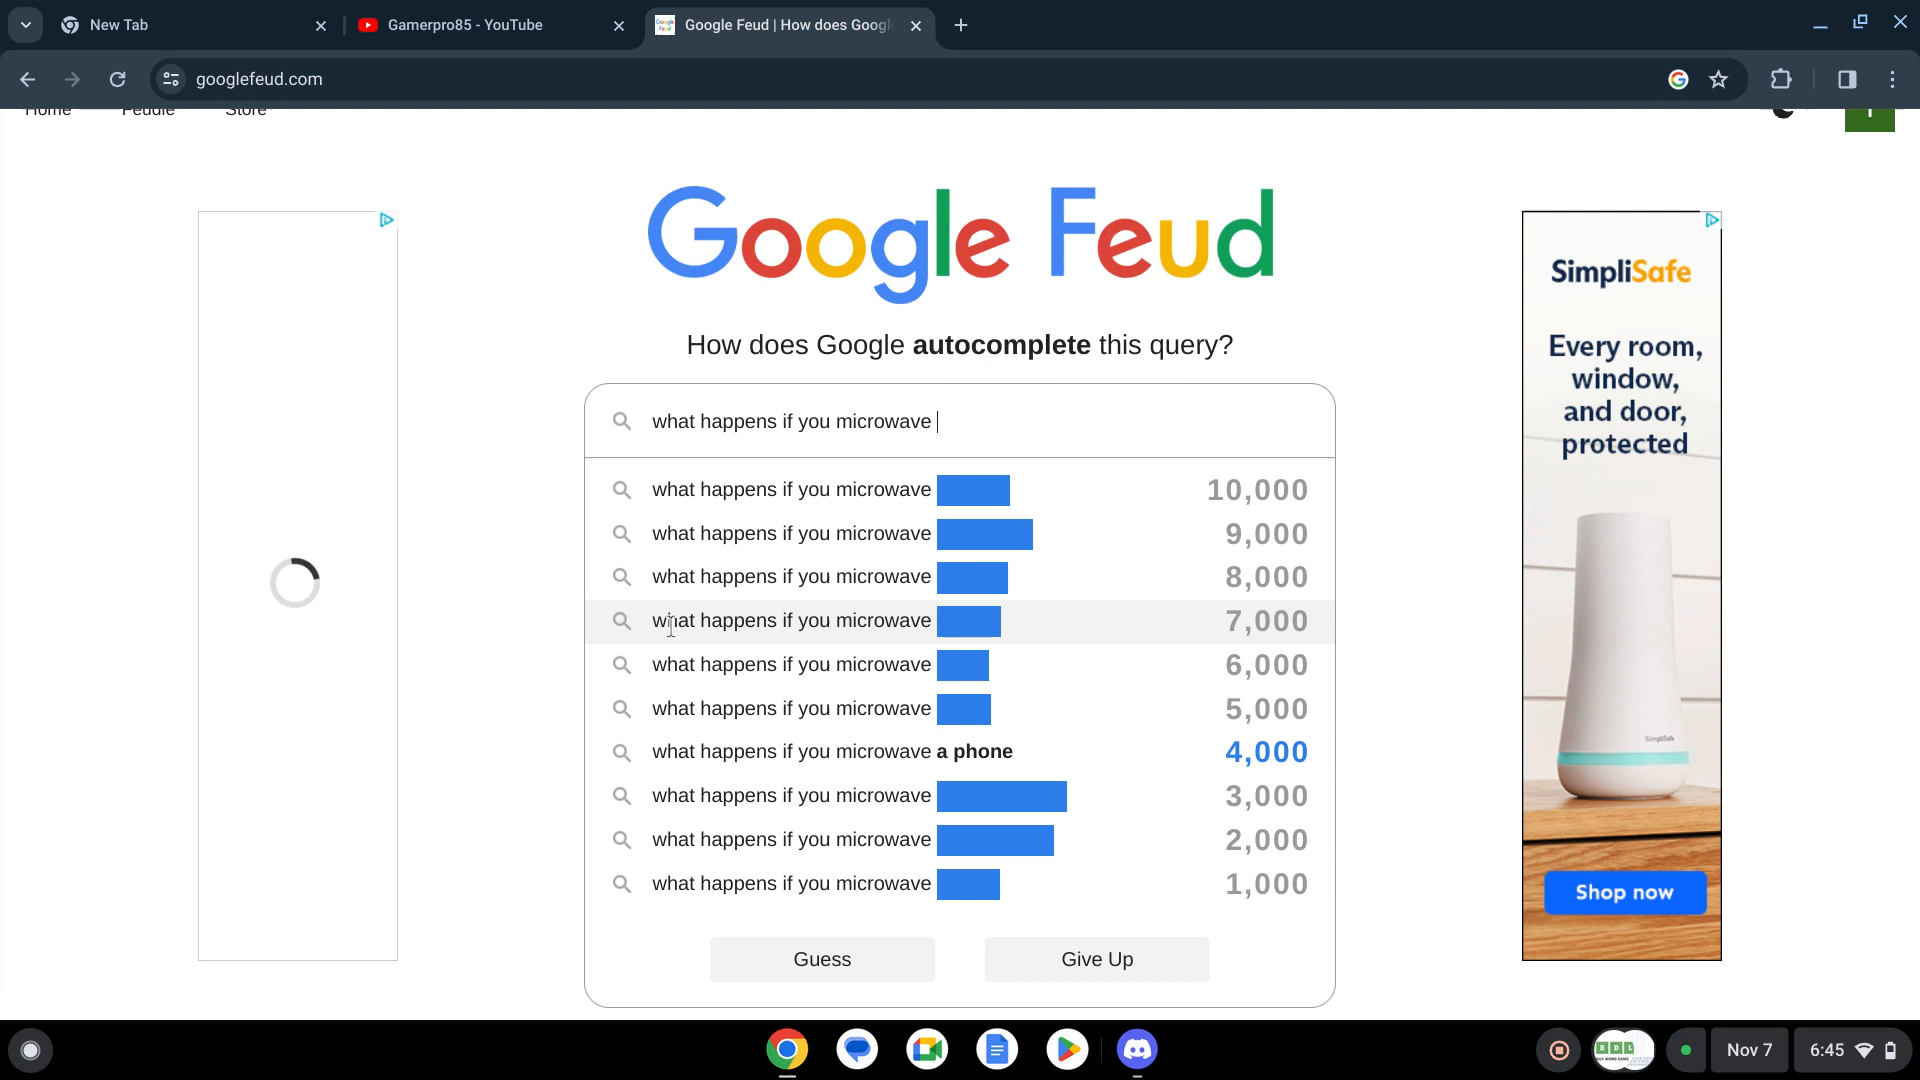 New Tab
Gamerpro85 - YouTube
Google Feud | How does Googl
googlefeud.com
Home Feudle Store
Google Feud
How does Google autocomplete this query?
what happens if you microwave
what happens if you microwave 10,000
what happens if you microwave 9,000
what happens if you microwave 8,000
what happens if you microwave 7,000
what happens if you microwave 6,000
what happens if you microwave 5,000
what happens if you microwave a phone 4,000
what happens if you microwave 3,000
what happens if you microwave 2,000
what happens if you microwave 1,000
Guess
Give Up
SimpliSafe
Every room,
window,
and door,
protected
SimpliSafe
Shop now
Nov 7
6:45